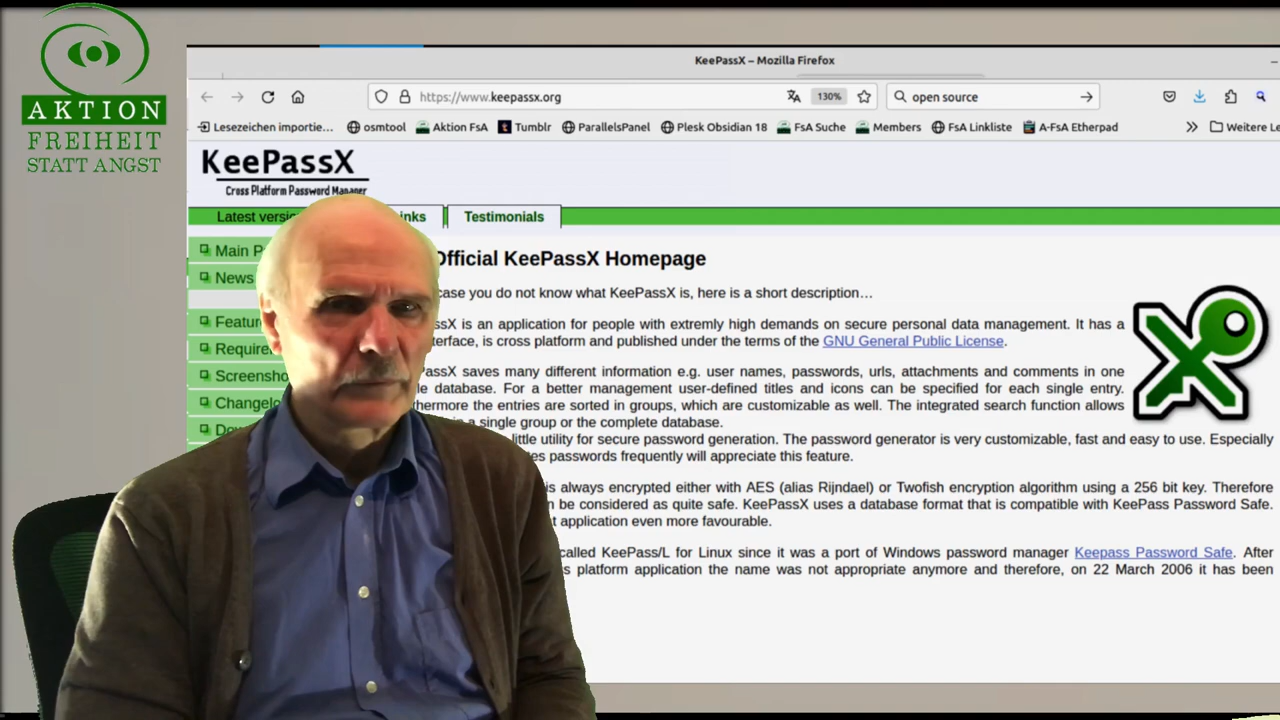 AKTION
FREIHEIT
STATT ANGST
KeePassX – Mozilla Firefox
https://www.keepassx.org
130%
open source
Lesezeichen importie…
osmtool
Aktion FsA
Tumblr
ParallelsPanel
Plesk Obsidian 18
FsA Suche
Members
FsA Linkliste
A-FsA Etherpad
Weitere Le
KeePassX
Cross Platform Password Manager
Latest versi
inks
Testimonials
Main P
News
Featu
Require
Screensho
Changelo
Dow
Official KeePassX Homepage
case you do not know what KeePassX is, here is a short description…
ssX is an application for people with extremly high demands on secure personal data management. It has a
terface, is cross platform and published under the terms of the GNU General Public License.
PassX saves many different information e.g. user names, passwords, urls, attachments and comments in one
le database. For a better management user-defined titles and icons can be specified for each single entry.
hermore the entries are sorted in groups, which are customizable as well. The integrated search function allows
in a single group or the complete database.
little utility for secure password generation. The password generator is very customizable, fast and easy to use. Especially
tes passwords frequently will appreciate this feature.
is always encrypted either with AES (alias Rijndael) or Twofish encryption algorithm using a 256 bit key. Therefore
n be considered as quite safe. KeePassX uses a database format that is compatible with KeePass Password Safe.
t application even more favourable.
called KeePass/L for Linux since it was a port of Windows password manager Keepass Password Safe. After
s platform application the name was not appropriate anymore and therefore, on 22 March 2006 it has been